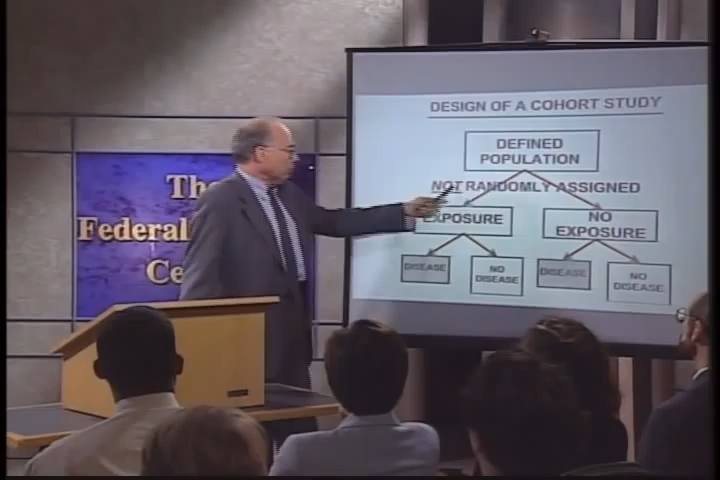 The
Federal
Ce
DESIGN OF A COHORT STUDY
DEFINED
POPULATION
NOT RANDOMLY ASSIGNED
EXPOSURE
NO
EXPOSURE
DISEASE
NO
DISEASE
DISEASE
NO
DISEASE